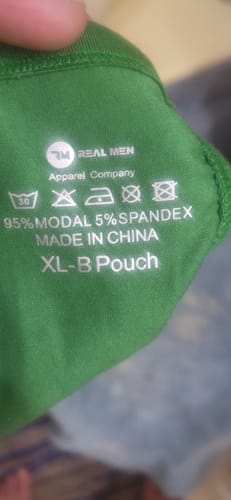 RM REAL MEN
Apparel Company
30
95%MODAL 5%SPANDEX
MADE IN CHINA
XL-B Pouch